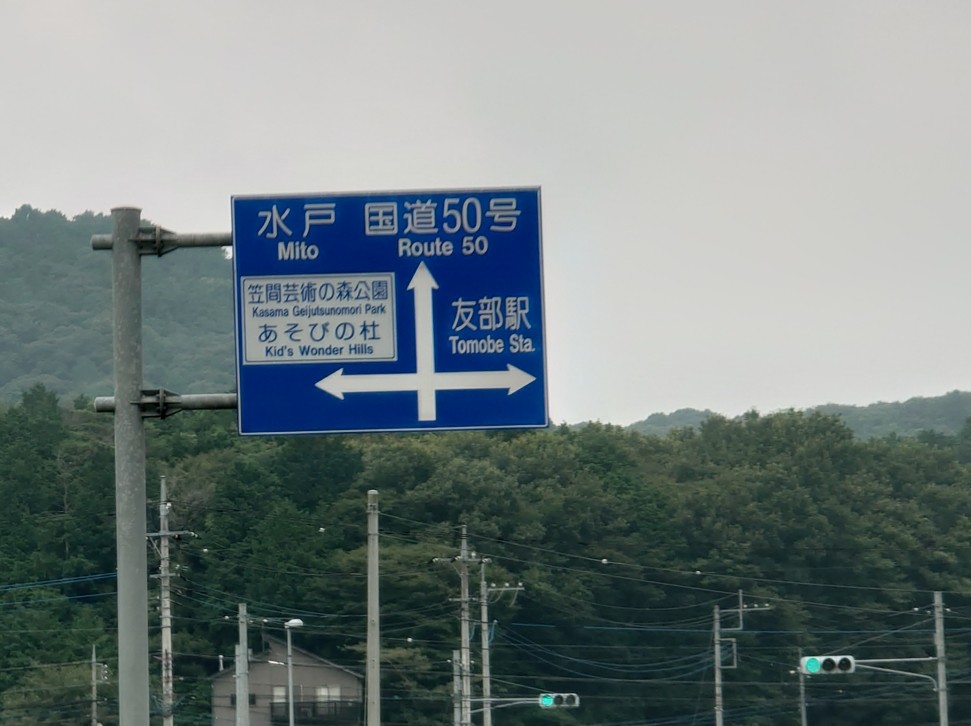 水戸 国道50号
Mito Route 50
笠間芸術の森公園
Kasama Geijutsunomori Park
あそびの杜
Kid's Wonder Hills
友部駅
Tomobe Sta.